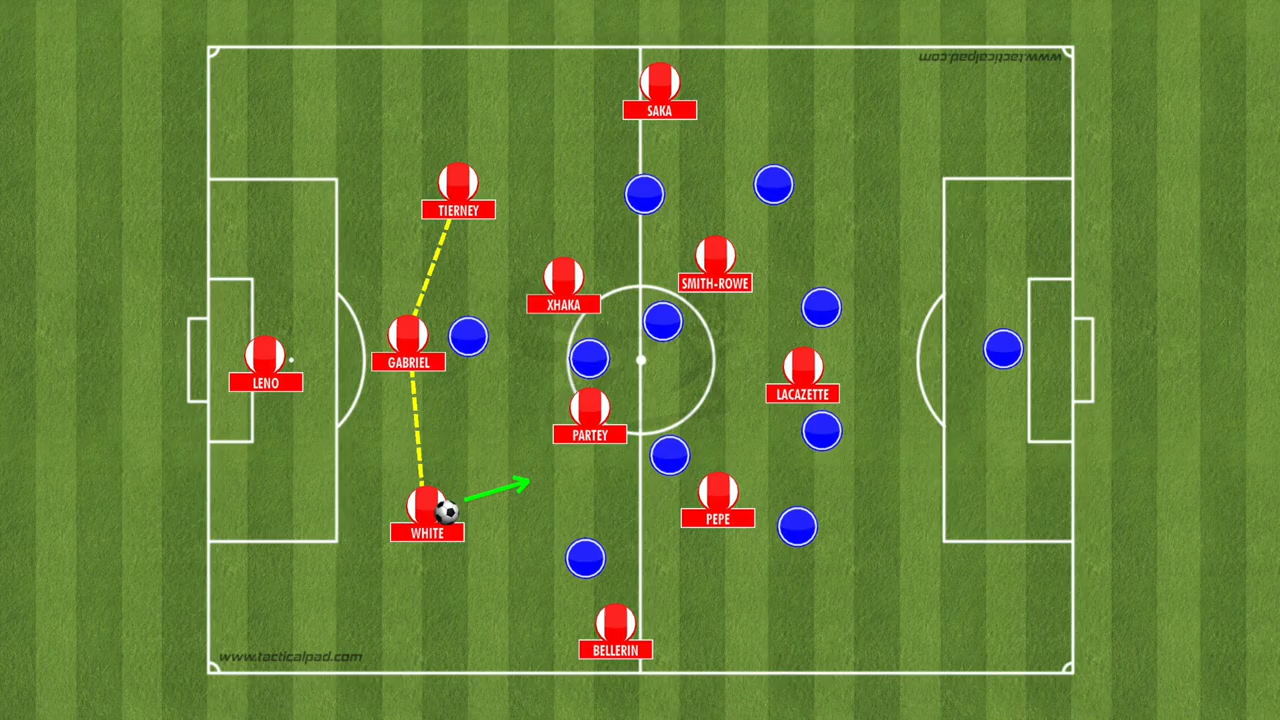 www.tacticalpad.com
SAKA
TIERNEY
SMITH-ROWE
XHAKA
GABRIEL
LENO
LACAZETTE
PARTEY
PEPE
WHITE
BELLERIN
www.tacticalpad.com